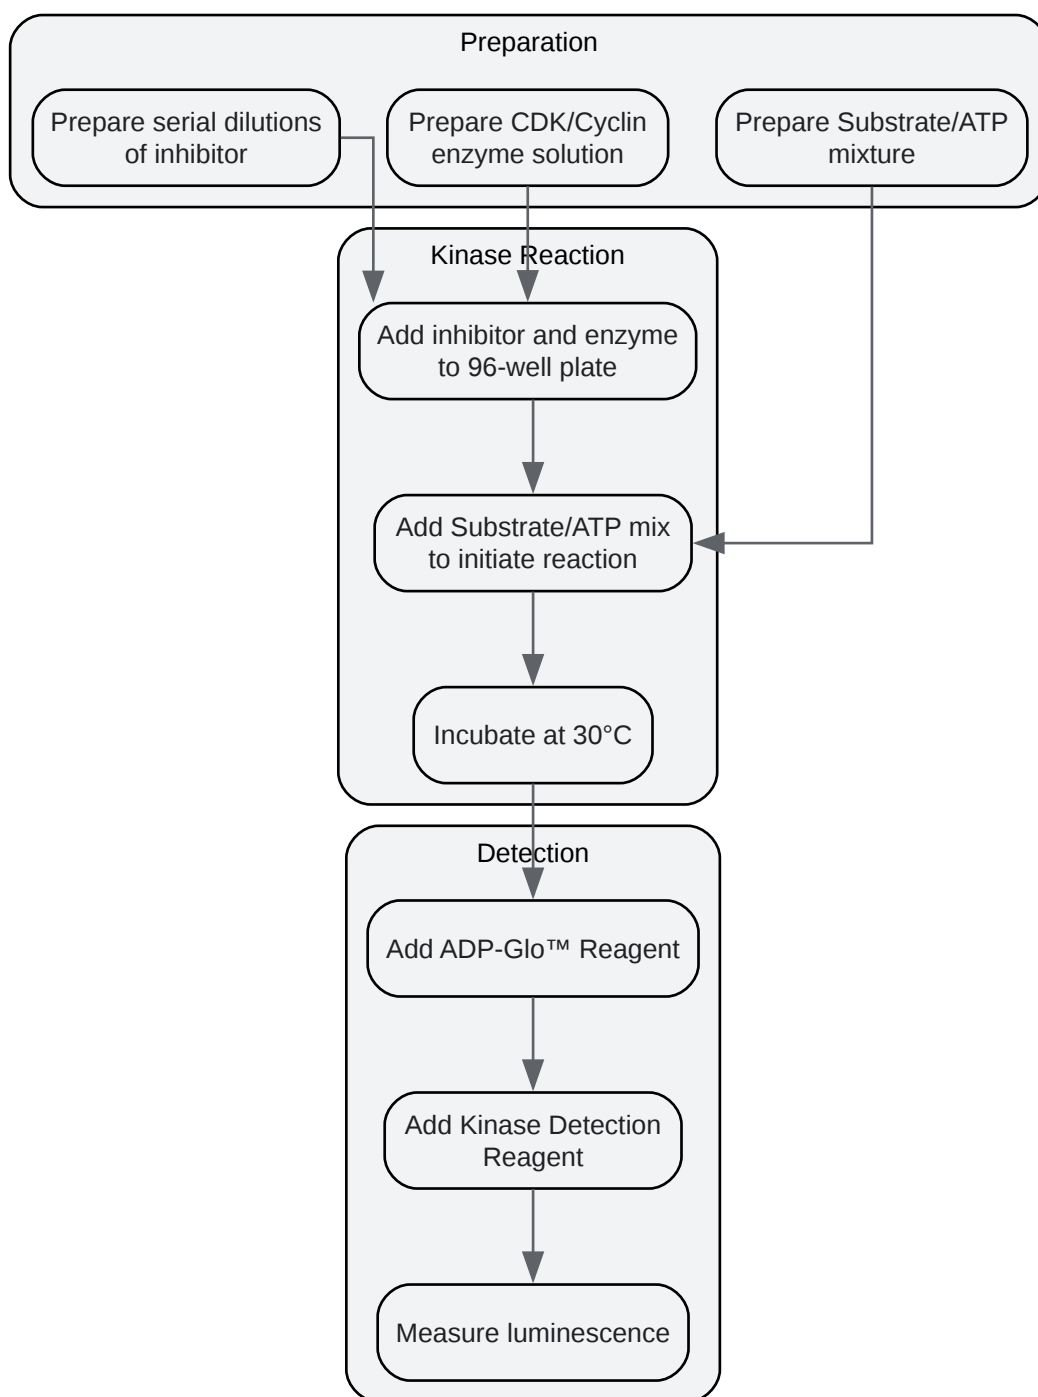 Preparation
Prepare serial dilutions
of inhibitor
Prepare CDK/Cyclin
enzyme solution
Prepare Substrate/ATP
mixture
Kinase Reaction
Add inhibitor and enzyme
to 96-well plate
Add Substrate/ATP mix
to initiate reaction
Incubate at 30°C
Detection
Add ADP-Glo™ Reagent
Add Kinase Detection
Reagent
Measure luminescence